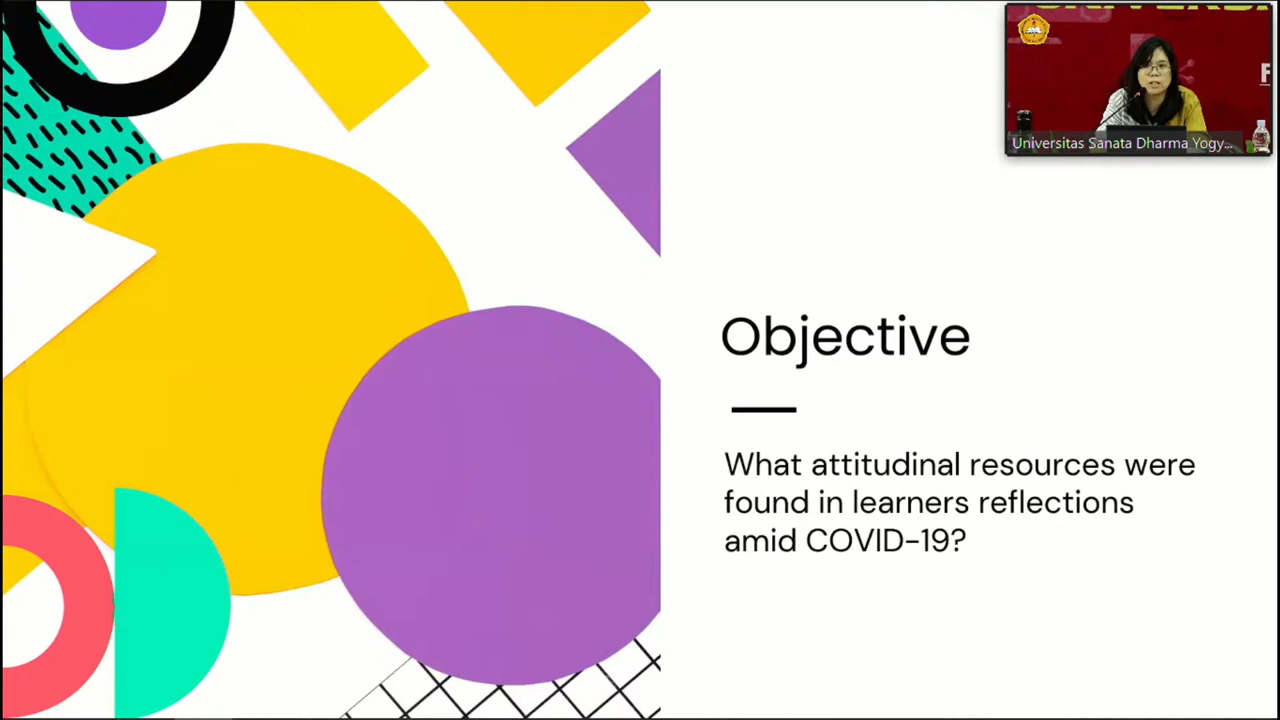 Universitas Sanata Dharma Yogy...
Objective
What attitudinal resources were
found in learners reflections
amid COVID-19?